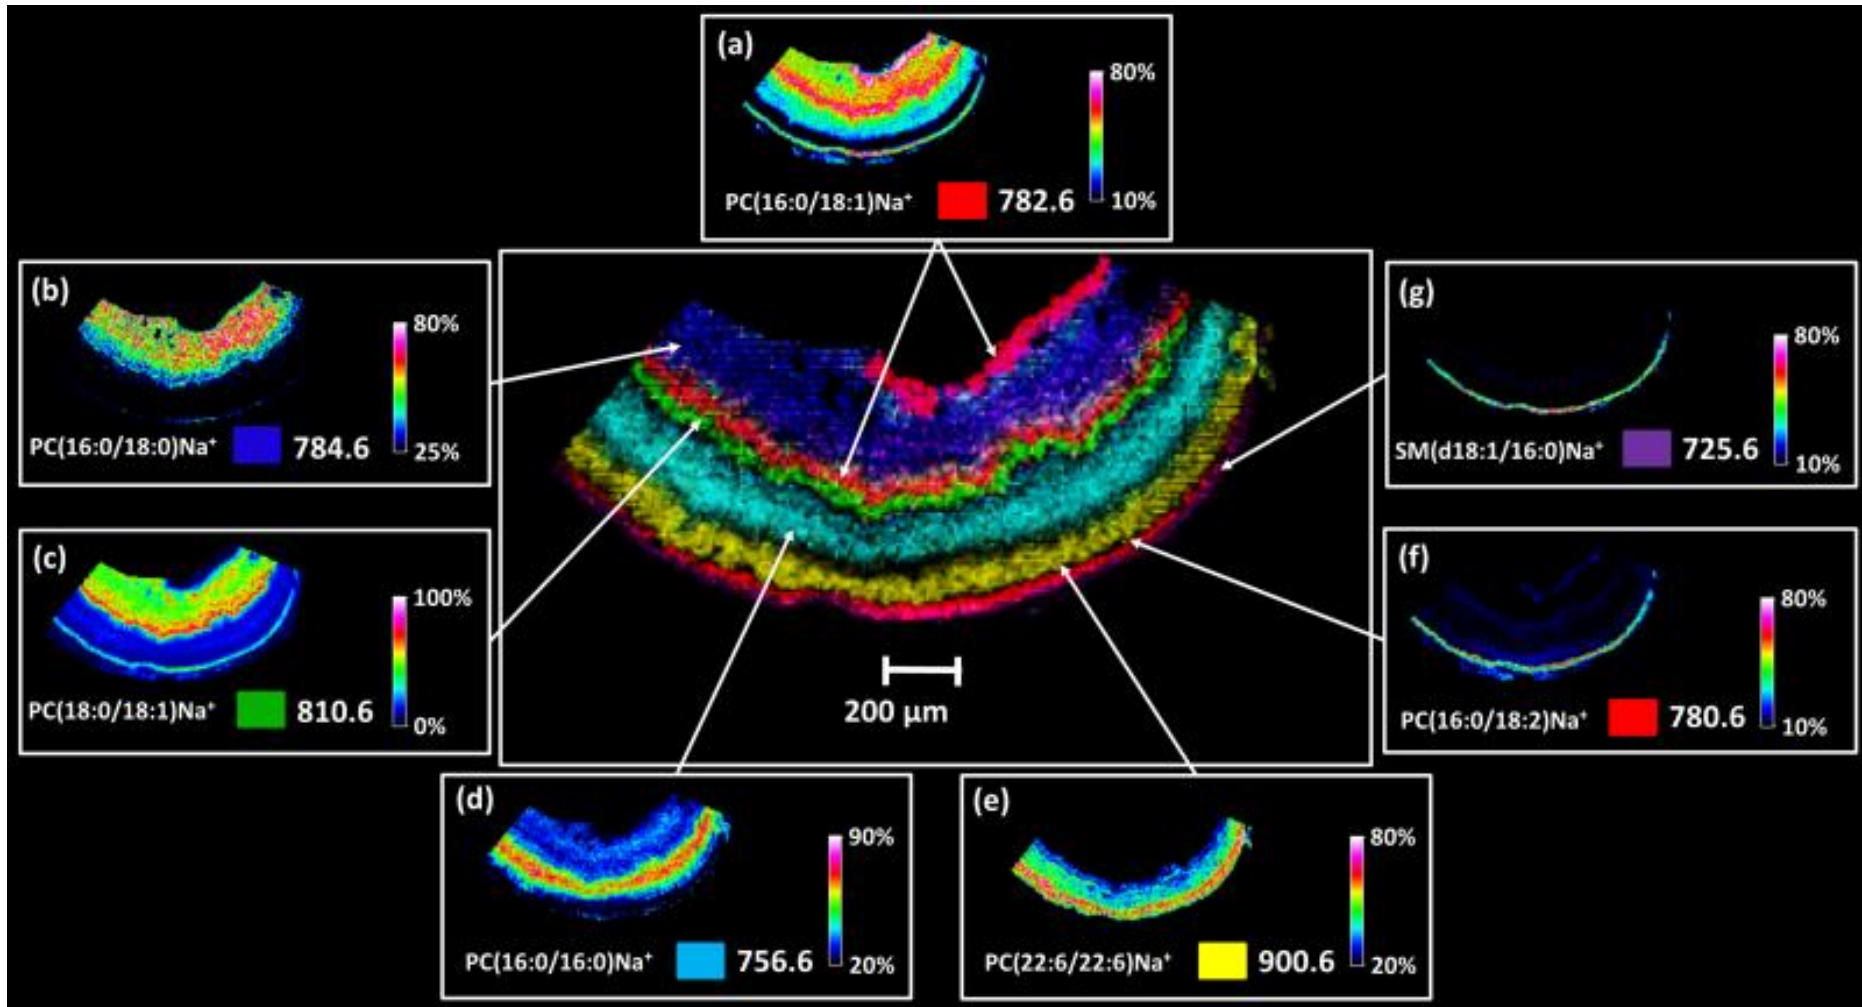 (a)
80%
10%
PC(16:0/18:1)Na⁺ 782.6
(b)
80%
25%
PC(16:0/18:0)Na⁺ 784.6
(g)
80%
10%
SM(d18:1/16:0)Na⁺ 725.6
(c)
100%
0%
PC(18:0/18:1)Na⁺ 810.6
(f)
80%
10%
PC(16:0/18:2)Na⁺ 780.6
200 µm
(d)
90%
20%
PC(16:0/16:0)Na⁺ 756.6
(e)
80%
20%
PC(22:6/22:6)Na⁺ 900.6